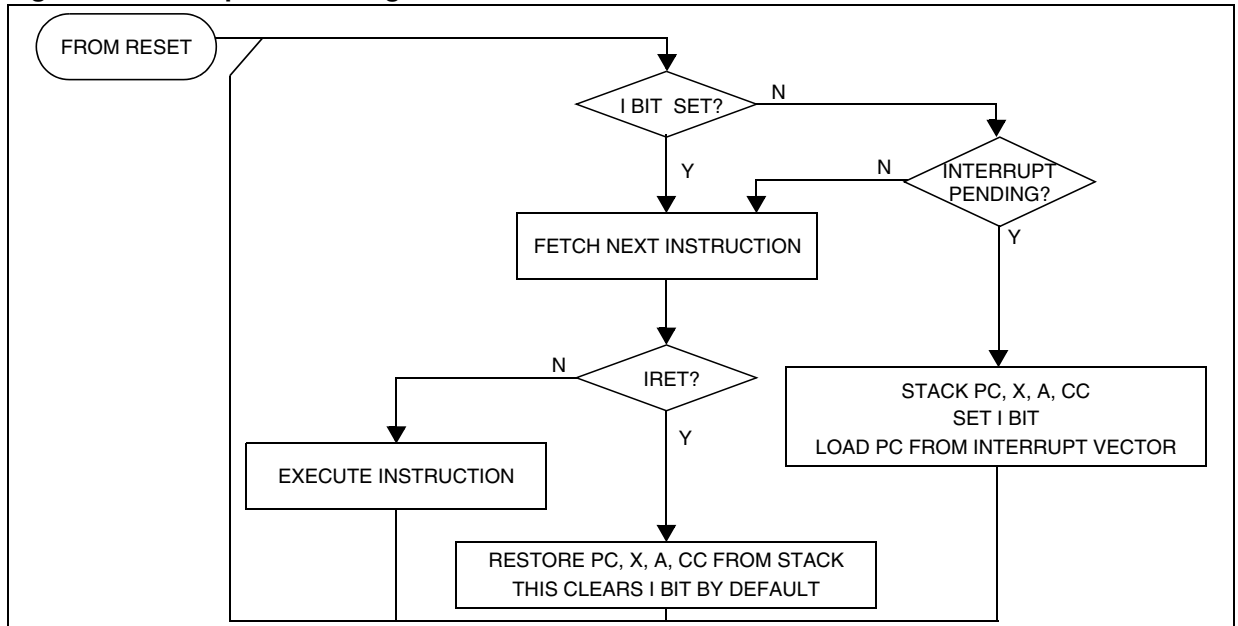 FROM RESET
I BIT SET?
N
Y
N
INTERRUPT
PENDING?
Y
FETCH NEXT INSTRUCTION
N
IRET?
Y
STACK PC, X, A, CC
SET I BIT
LOAD PC FROM INTERRUPT VECTOR
EXECUTE INSTRUCTION
RESTORE PC, X, A, CC FROM STACK
THIS CLEARS I BIT BY DEFAULT